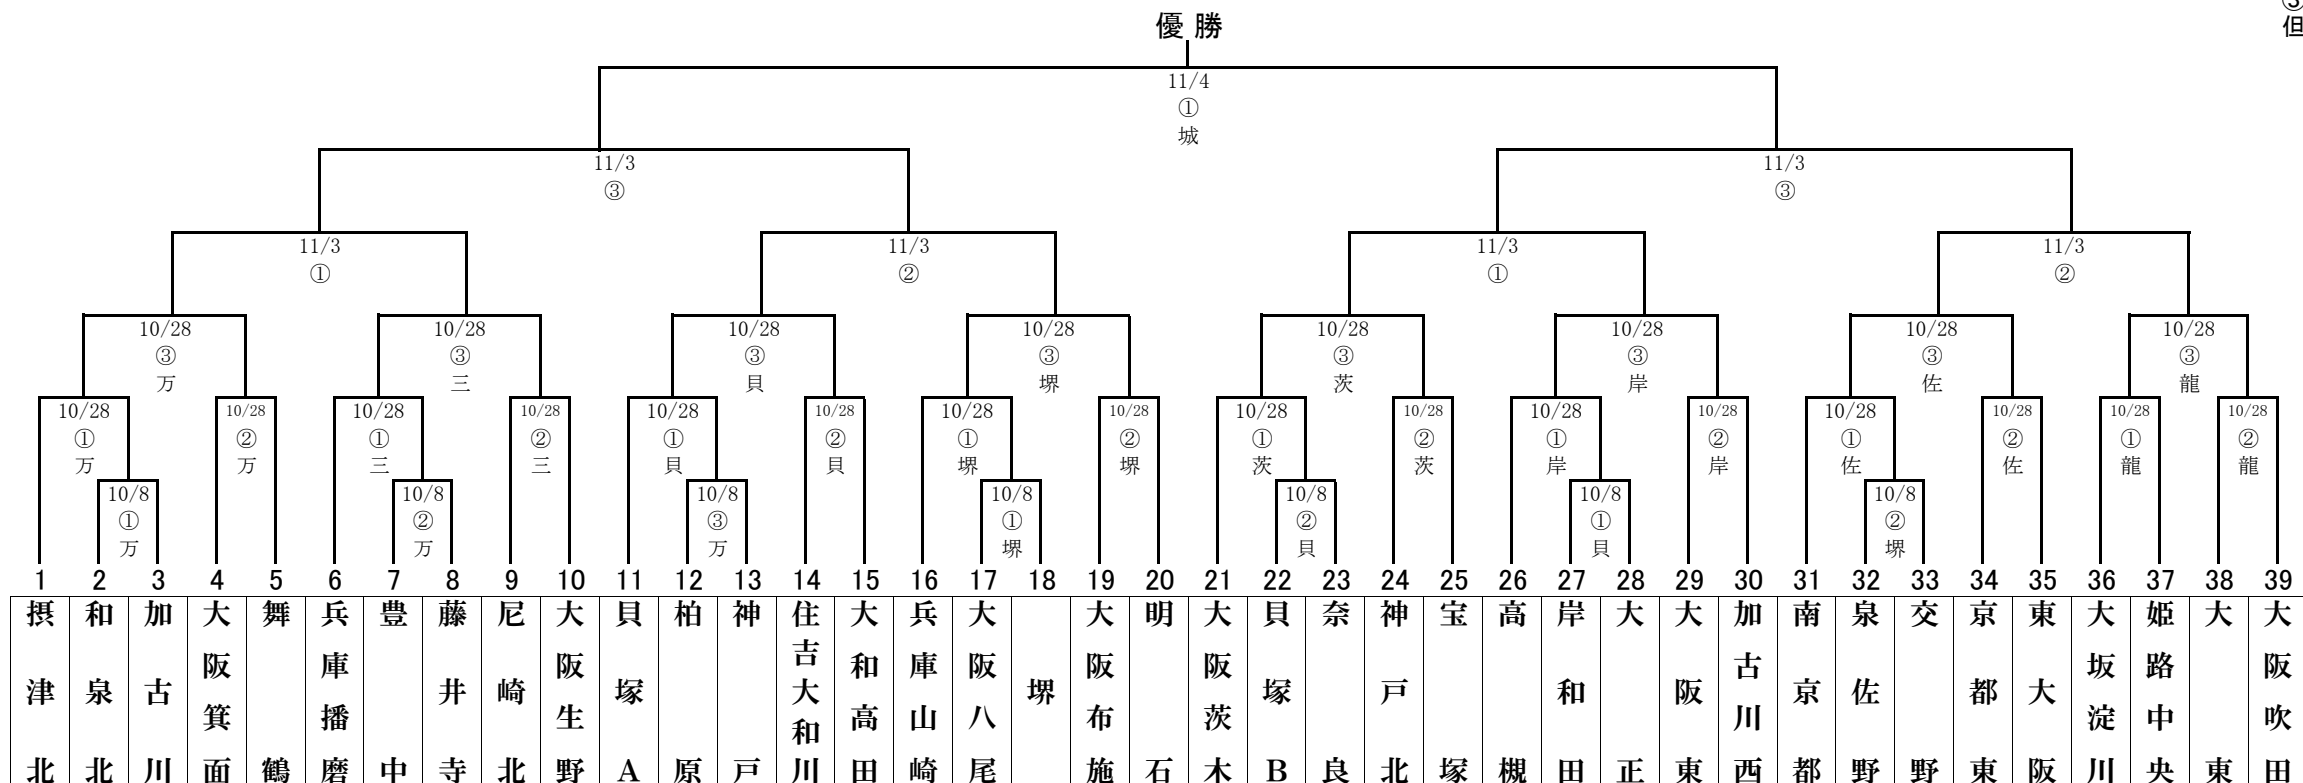 優勝
③
但
11/4
①
城
11/3 11/3
③ ③
11/3 11/3 11/3 11/3
① ② ① ②
10/28 10/28 10/28 10/28 10/28 10/28 10/28 10/28
③ ③ ③ ③ ③ ③ ③ ③
万 三 貝 堺 茨 岸 佐 龍
10/28 10/28 10/28 10/28 10/28 10/28 10/28 10/28 10/28 10/28 10/28 10/28 10/28 10/28 10/28 10/28
① ② ① ② ① ② ① ② ① ② ① ② ① ② ① ②
万 万 三 三 貝 貝 堺 堺 茨 茨 岸 岸 佐 佐 龍 龍
10/8 10/8 10/8 10/8 10/8 10/8 10/8
① ② ③ ① ② ① ②
万 万 万 堺 貝 貝 堺
1 2 3 4 5 6 7 8 9 10 11 12 13 14 15 16 17 18 19 20 21 22 23 24 25 26 27 28 29 30 31 32 33 34 35 36 37 38 39
摂津北
和泉北
加古川
大阪箕面
舞鶴
兵庫播磨
豊中
藤井寺
尼崎北
大阪生野
貝塚A
柏原
神戸
住吉大和川
大和高田
兵庫山崎
大阪八尾
堺
大阪布施
明石
大阪茨木
貝塚B
奈良
神戸北
宝塚
高槻
岸和田
大正
大阪東
加古川西
南京都
泉佐野
交野
京都東
東大阪
大坂淀川
姫路中央
大東
大阪吹田